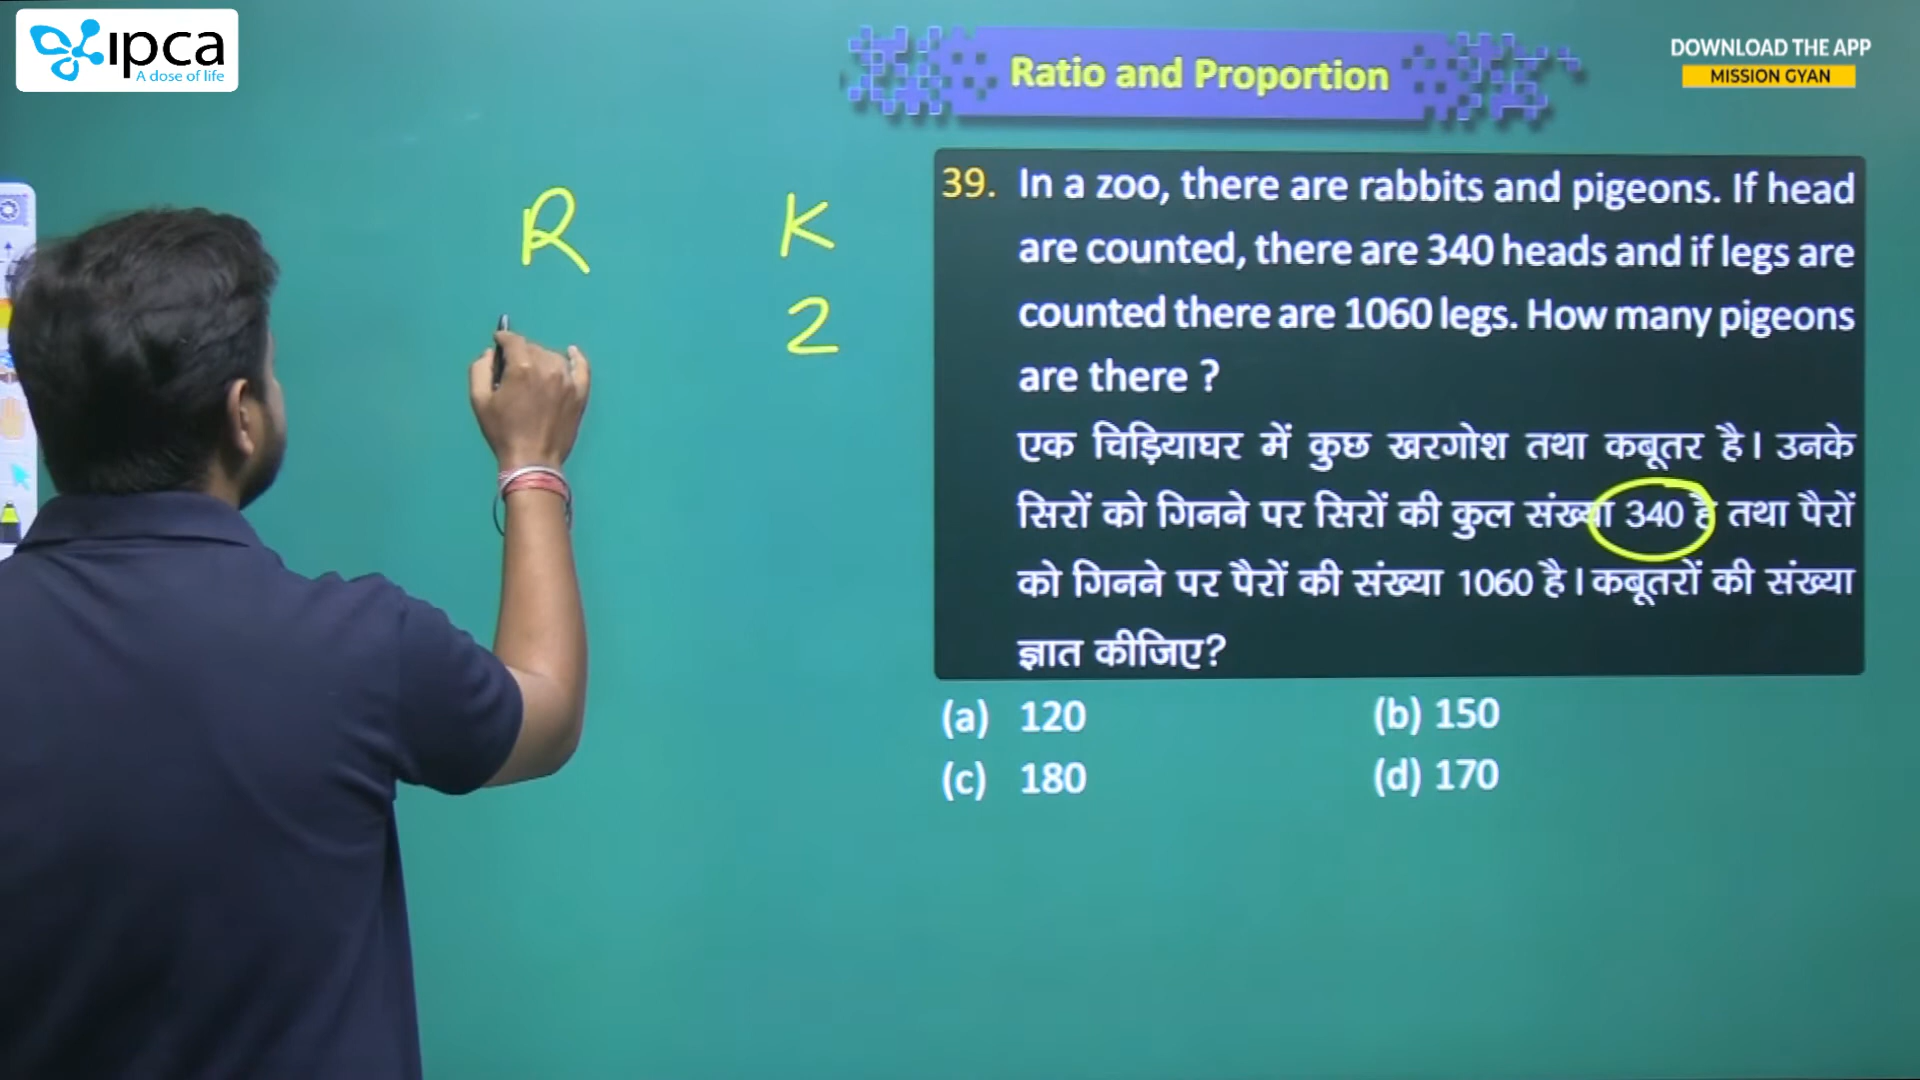 ipca
A dose of life
Ratio and Proportion
DOWNLOAD THE APP
MISSION GYAN
R K
2
39. In a zoo, there are rabbits and pigeons. If head
are counted, there are 340 heads and if legs are
counted there are 1060 legs. How many pigeons
are there ?
एक चिड़ियाघर में कुछ खरगोश तथा कबूतर है। उनके
सिरों को गिनने पर सिरों की कुल संख्या 340 है तथा पैरों
को गिनने पर पैरों की संख्या 1060 है। कबूतरों की संख्या
ज्ञात कीजिए?
(a) 120 (b) 150
(c) 180 (d) 170